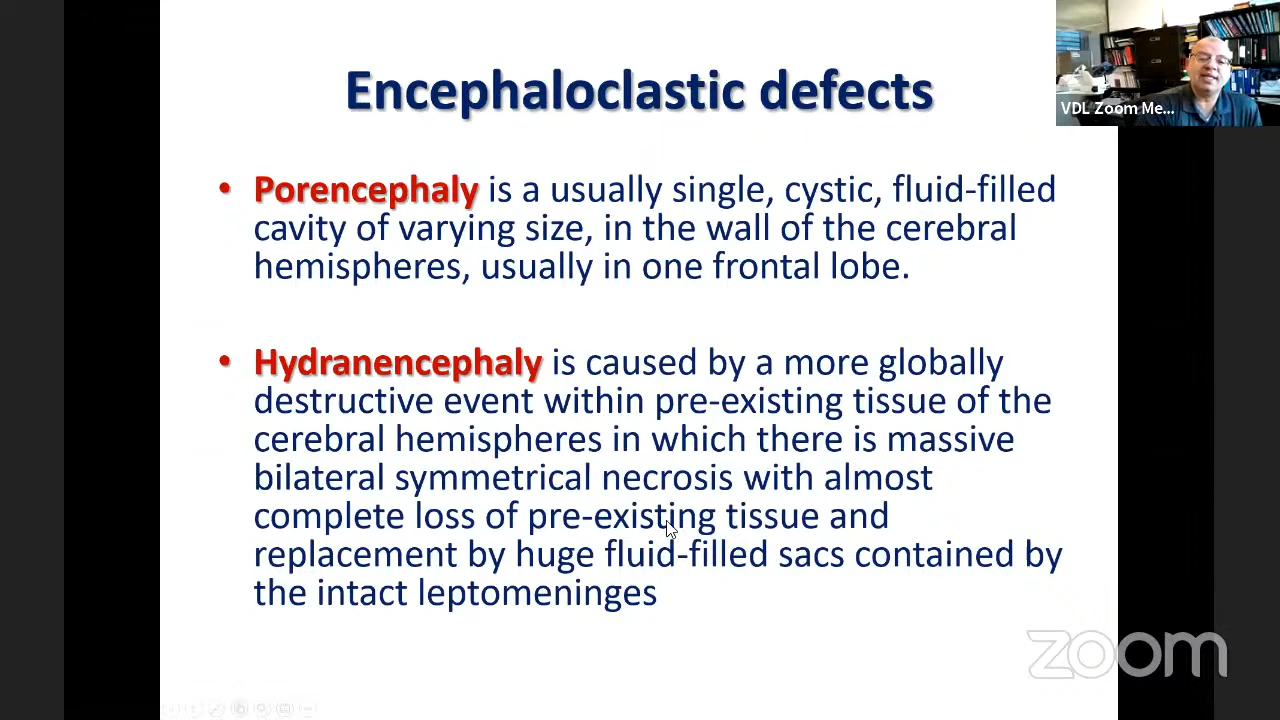 Encephaloclastic defects
VDL Zoom Me...
• Porencephaly is a usually single, cystic, fluid-filled
cavity of varying size, in the wall of the cerebral
hemispheres, usually in one frontal lobe.
• Hydranencephaly is caused by a more globally
destructive event within pre-existing tissue of the
cerebral hemispheres in which there is massive
bilateral symmetrical necrosis with almost
complete loss of pre-existing tissue and
replacement by huge fluid-filled sacs contained by
the intact leptomeninges
zoom